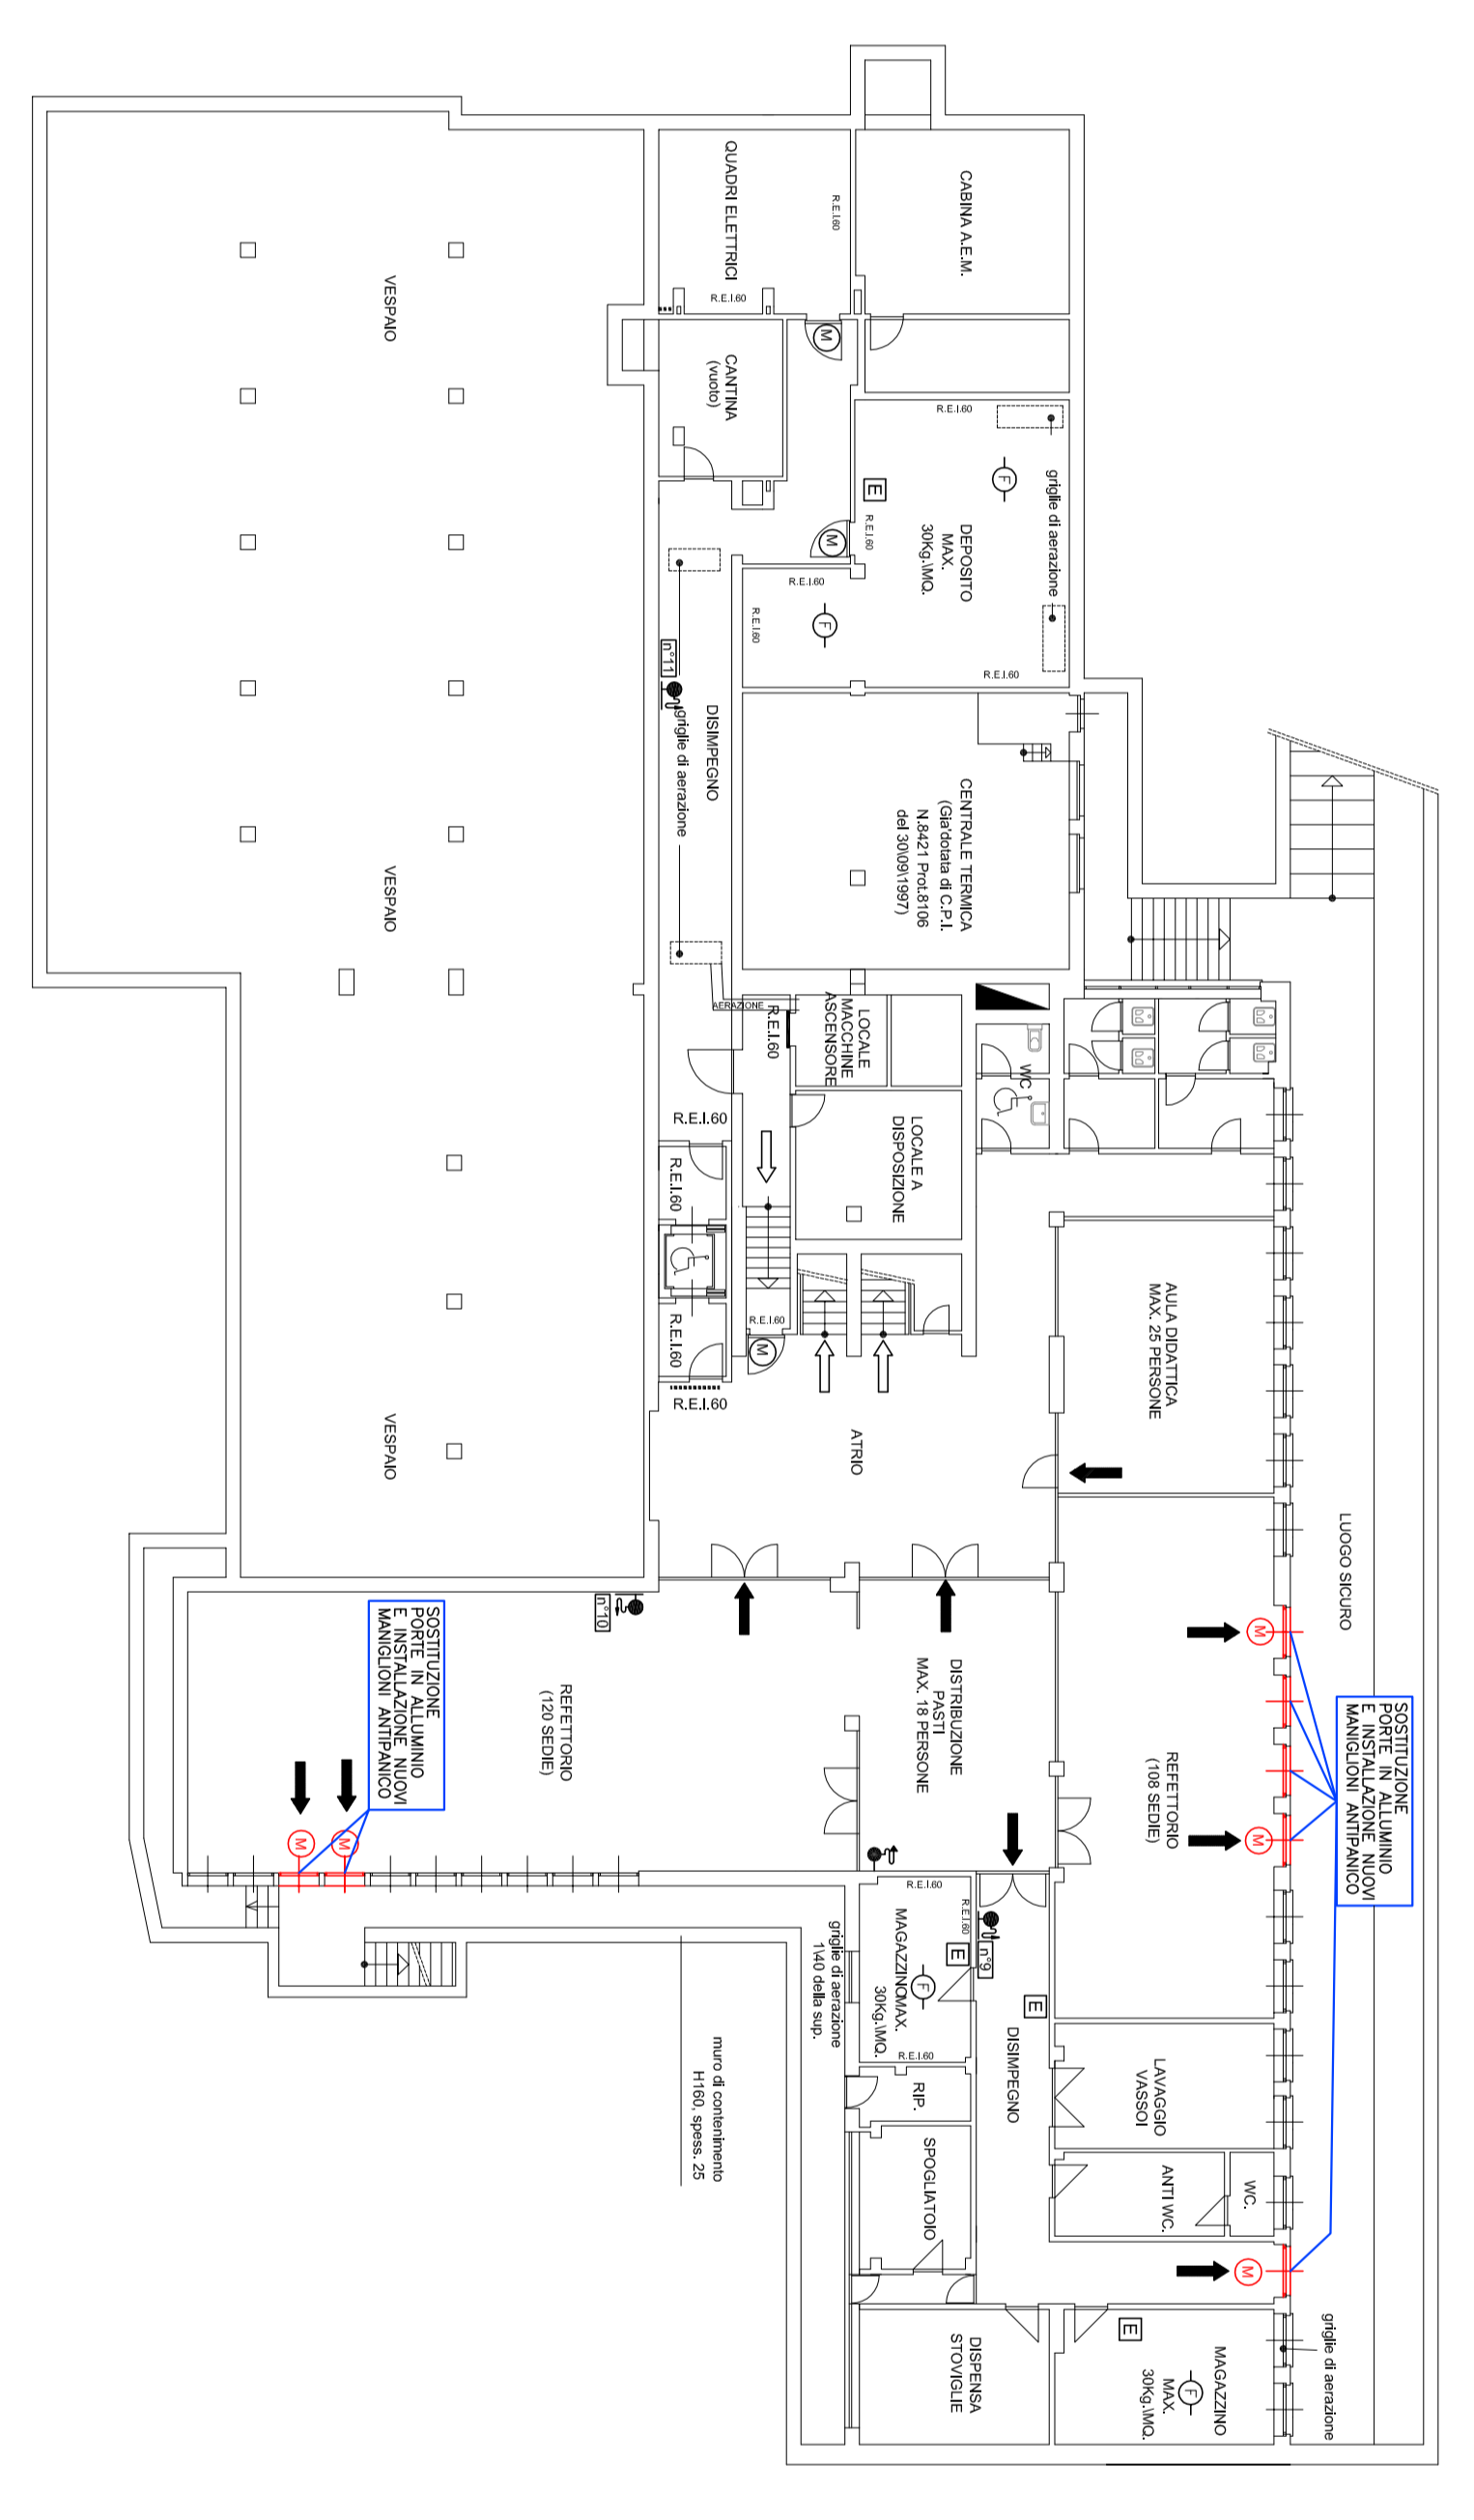 CABINA A.E.M.
QUADRI ELETTRICI
R.E.I.60
R.E.I.60
CANTINA
(vuoto)
M
R.E.I.60
griglie di aerazione
F
E
R.E.I.60
DEPOSITO
MAX.
30Kg.\MQ.
M
R.E.I.60
R.E.I.60
F
R.E.I.60
n°11
griglie di aerazione
DISIMPEGNO
CENTRALE TERMICA
(Gia'dotata di C.P.I.
N.8421 Prot.8106
del 30\09\1997)
VESPAIO
VESPAIO
VESPAIO
AERAZIONE
R.E.I.60
LOCALE
MACCHINE
ASCENSORE
WC
LOCALE A
DISPOSIZIONE
R.E.I.60
R.E.I.60
R.E.I.60
R.E.I.60
R.E.I.60
M
ATRIO
AULA DIDATTICA
MAX. 25 PERSONE
LUOGO SICURO
SOSTITUZIONE
PORTE IN ALLUMINIO
E INSTALLAZIONE NUOVI
MANIGLIONI ANTIPANICO
M
M
REFETTORIO
(108 SEDIE)
DISTRIBUZIONE
PASTI
MAX. 18 PERSONE
n°10
REFETTORIO
(120 SEDIE)
SOSTITUZIONE
PORTE IN ALLUMINIO
E INSTALLAZIONE NUOVI
MANIGLIONI ANTIPANICO
M
M
R.E.I.60
R.E.I.60
n°9
E
E
MAGAZZINO
MAX.
30Kg.\MQ.
F
R.E.I.60
griglie di aerazione
1\40 della sup.
muro di contenimento
H160, spess. 25
DISIMPEGNO
RIP.
SPOGLIATOIO
LAVAGGIO
VASSOI
ANTI WC.
WC.
M
griglie di aerazione
E
MAGAZZINO
MAX.
30Kg.\MQ.
F
DISPENSA
STOVIGLIE